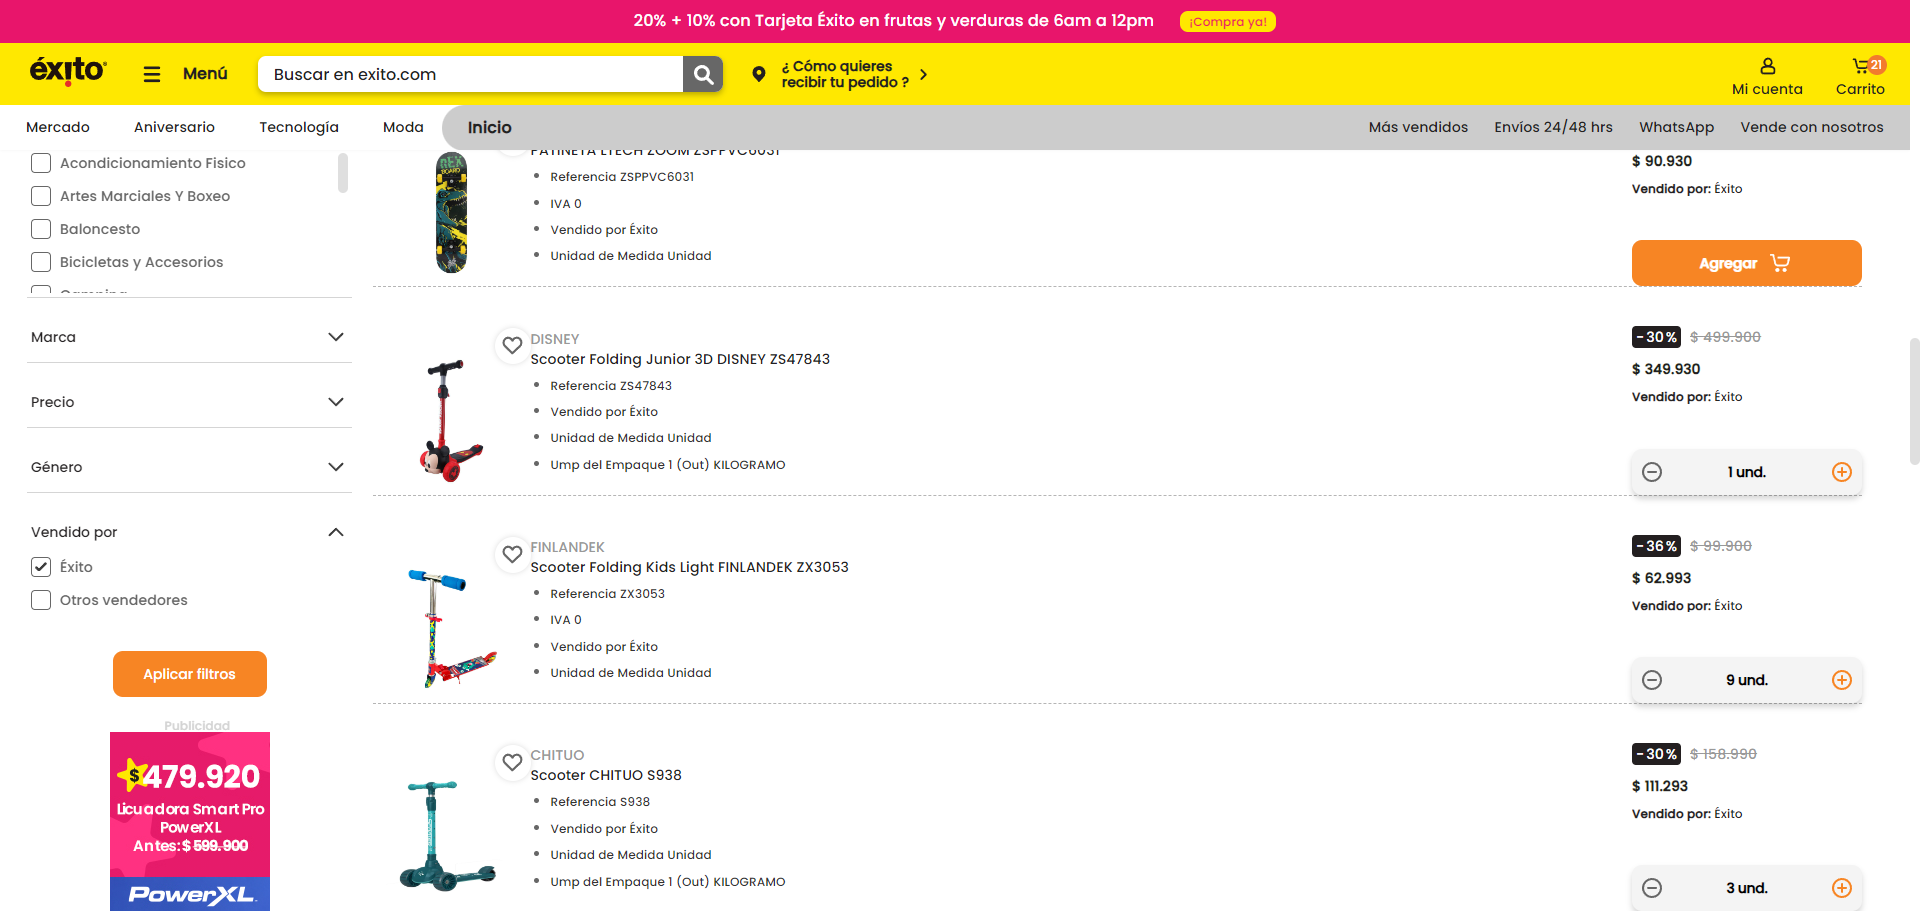 20% + 10% con Tarjeta Éxito en frutas y verduras de 6am a 12pm
¡Compra ya!
éxito
Menú
Buscar en exito.com
¿ Cómo quieres
recibir tu pedido ?
Mi cuenta
21
Carrito
Mercado
Aniversario
Tecnología
Moda
Inicio
Más vendidos
Envíos 24/48 hrs
WhatsApp
Vende con nosotros
Acondicionamiento Fisico
Artes Marciales Y Boxeo
Baloncesto
Bicicletas y Accesorios
Camping
Marca
Precio
Género
Vendido por
Éxito
Otros vendedores
Aplicar filtros
Publicidad
$479.920
Licuadora Smart Pro
PowerXL
Antes: $ 599.900
PowerXL
REX
BOARD
PATINETA LTECH ZOOM ZSPPVC6031
Referencia ZSPPVC6031
IVA 0
Vendido por Éxito
Unidad de Medida Unidad
$ 90.930
Vendido por: Éxito
Agregar
DISNEY
Scooter Folding Junior 3D DISNEY ZS47843
Referencia ZS47843
Vendido por Éxito
Unidad de Medida Unidad
Ump del Empaque 1 (Out) KILOGRAMO
-30% $ 499.900
$ 349.930
Vendido por: Éxito
1 und.
FINLANDEK
Scooter Folding Kids Light FINLANDEK ZX3053
Referencia ZX3053
IVA 0
Vendido por Éxito
Unidad de Medida Unidad
-36% $ 99.900
$ 62.993
Vendido por: Éxito
9 und.
CHITUO
Scooter CHITUO S938
Referencia S938
Vendido por Éxito
Unidad de Medida Unidad
Ump del Empaque 1 (Out) KILOGRAMO
-30% $ 158.990
$ 111.293
Vendido por: Éxito
3 und.